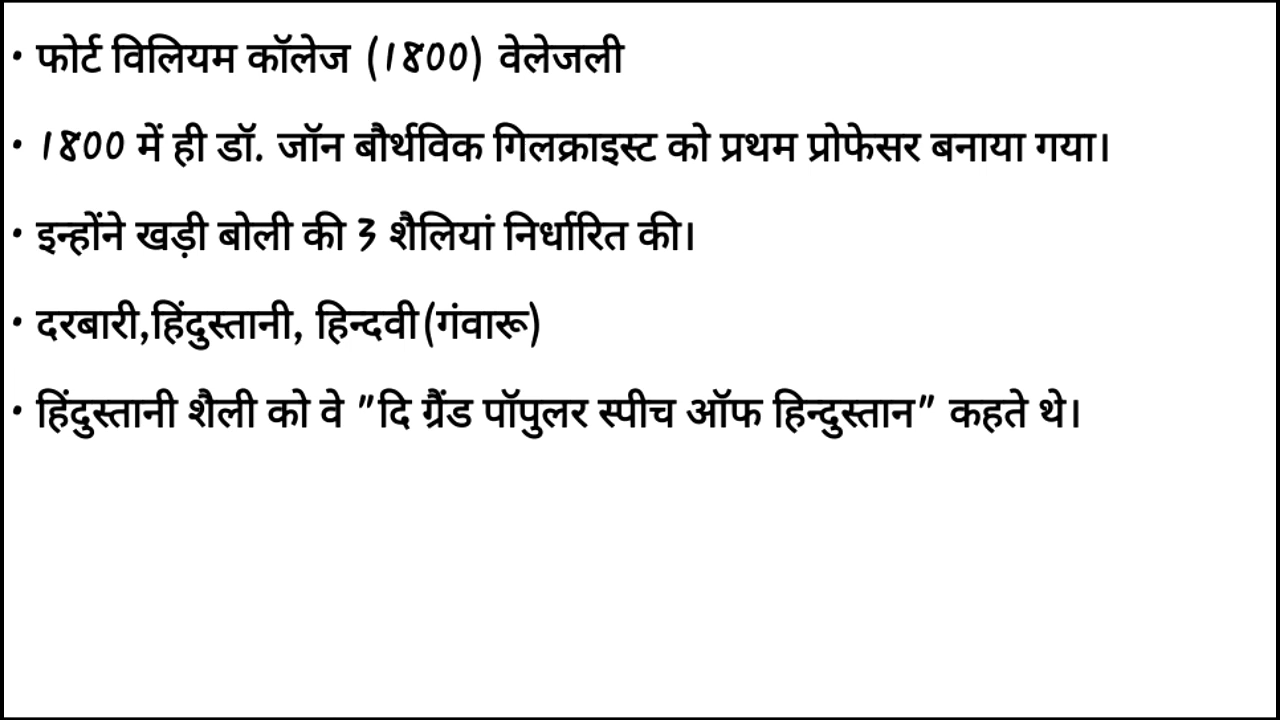 • फोर्ट विलियम कॉलेज (1800) वेलेजली
• 1800 में ही डॉ. जॉन बौर्थविक गिलक्राइस्ट को प्रथम प्रोफेसर बनाया गया।
• इन्होंने खड़ी बोली की 3 शैलियां निर्धारित की।
• दरबारी,हिंदुस्तानी, हिन्दवी(गंवारू)
• हिंदुस्तानी शैली को वे "दि ग्रैंड पॉपुलर स्पीच ऑफ हिन्दुस्तान" कहते थे।